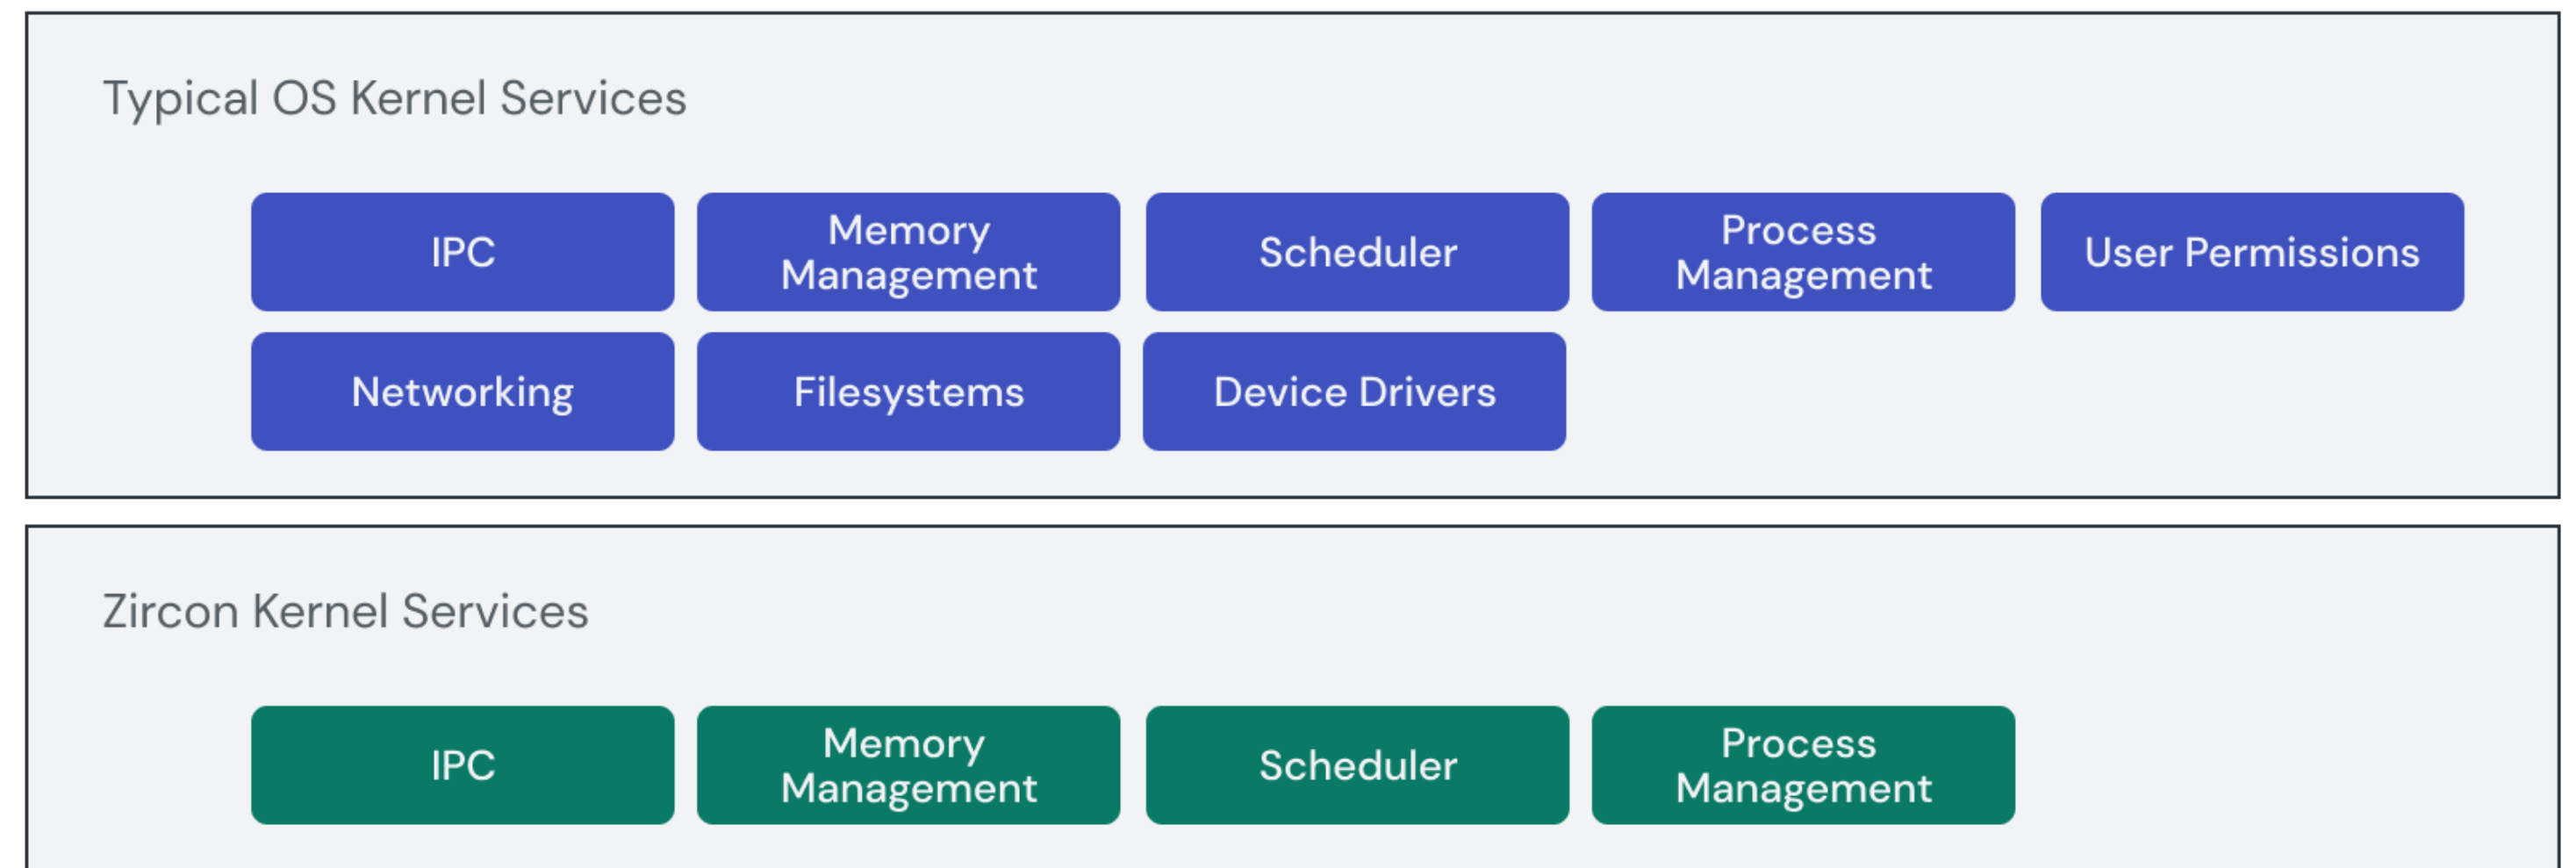 Typical OS Kernel Services
IPC
Memory
Management
Scheduler
Process
Management
User Permissions
Networking
Filesystems
Device Drivers
Zircon Kernel Services
IPC
Memory
Management
Scheduler
Process
Management